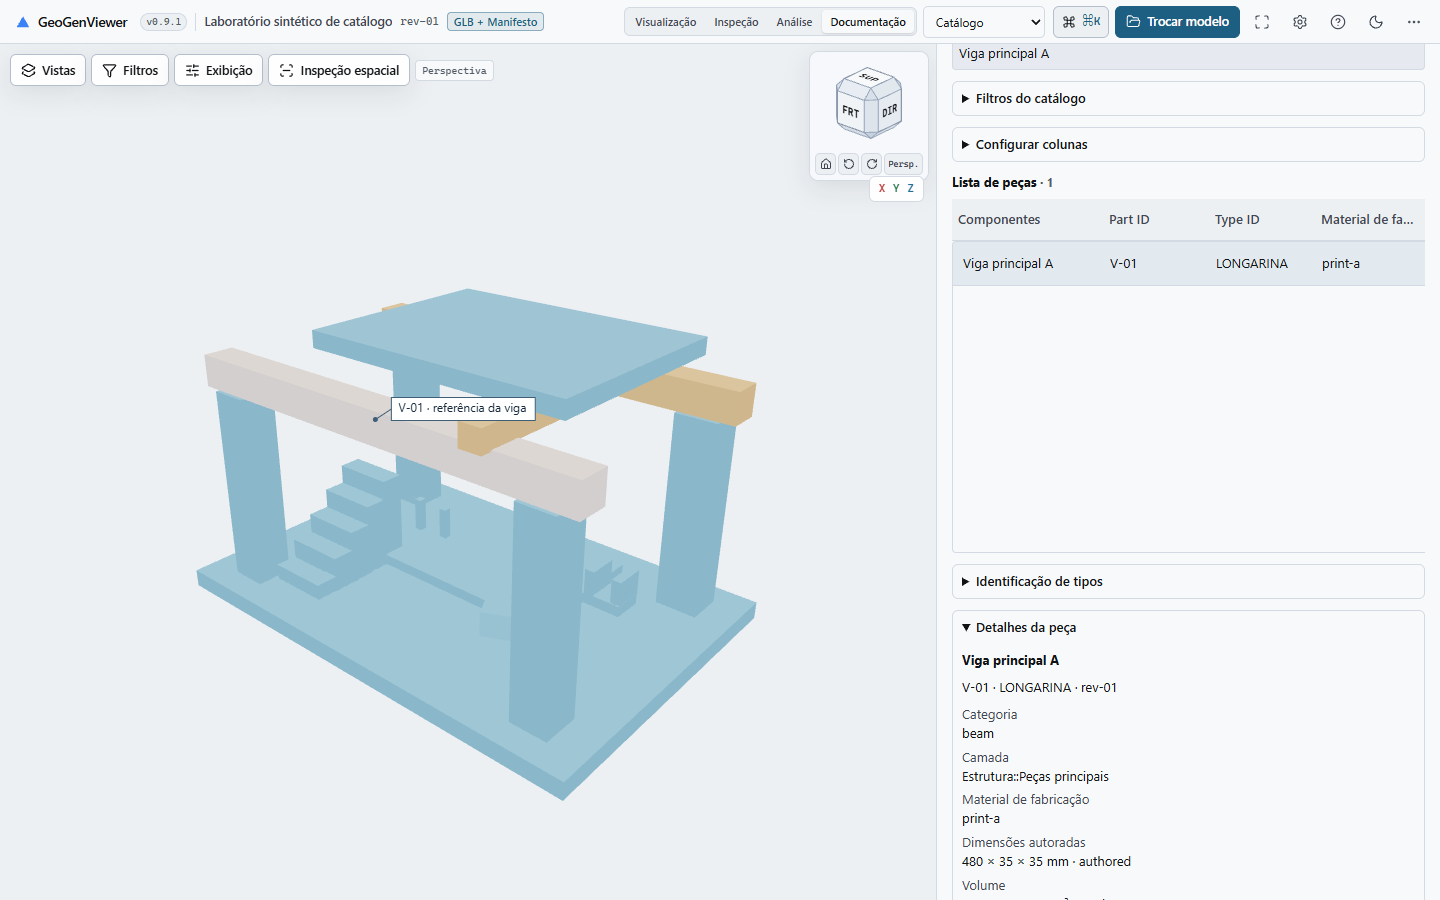 GeoGenViewer v0.9.1 Laboratório sintético de catálogo rev-01 GLB + Manifesto Visualização Inspeção Análise Documentação Catálogo ⌘ ⌘K Trocar modelo
Vistas Filtros Exibição Inspeção espacial Perspectiva
SUP
FRT DIR
Persp.
X Y Z
V-01 · referência da viga
Viga principal A
▶ Filtros do catálogo
▶ Configurar colunas
Lista de peças · 1
Componentes Part ID Type ID Material de fa...
Viga principal A V-01 LONGARINA print-a
▶ Identificação de tipos
▼ Detalhes da peça
Viga principal A
V-01 · LONGARINA · rev-01
Categoria
beam
Camada
Estrutura::Peças principais
Material de fabricação
print-a
Dimensões autoradas
480 × 35 × 35 mm · authored
Volume